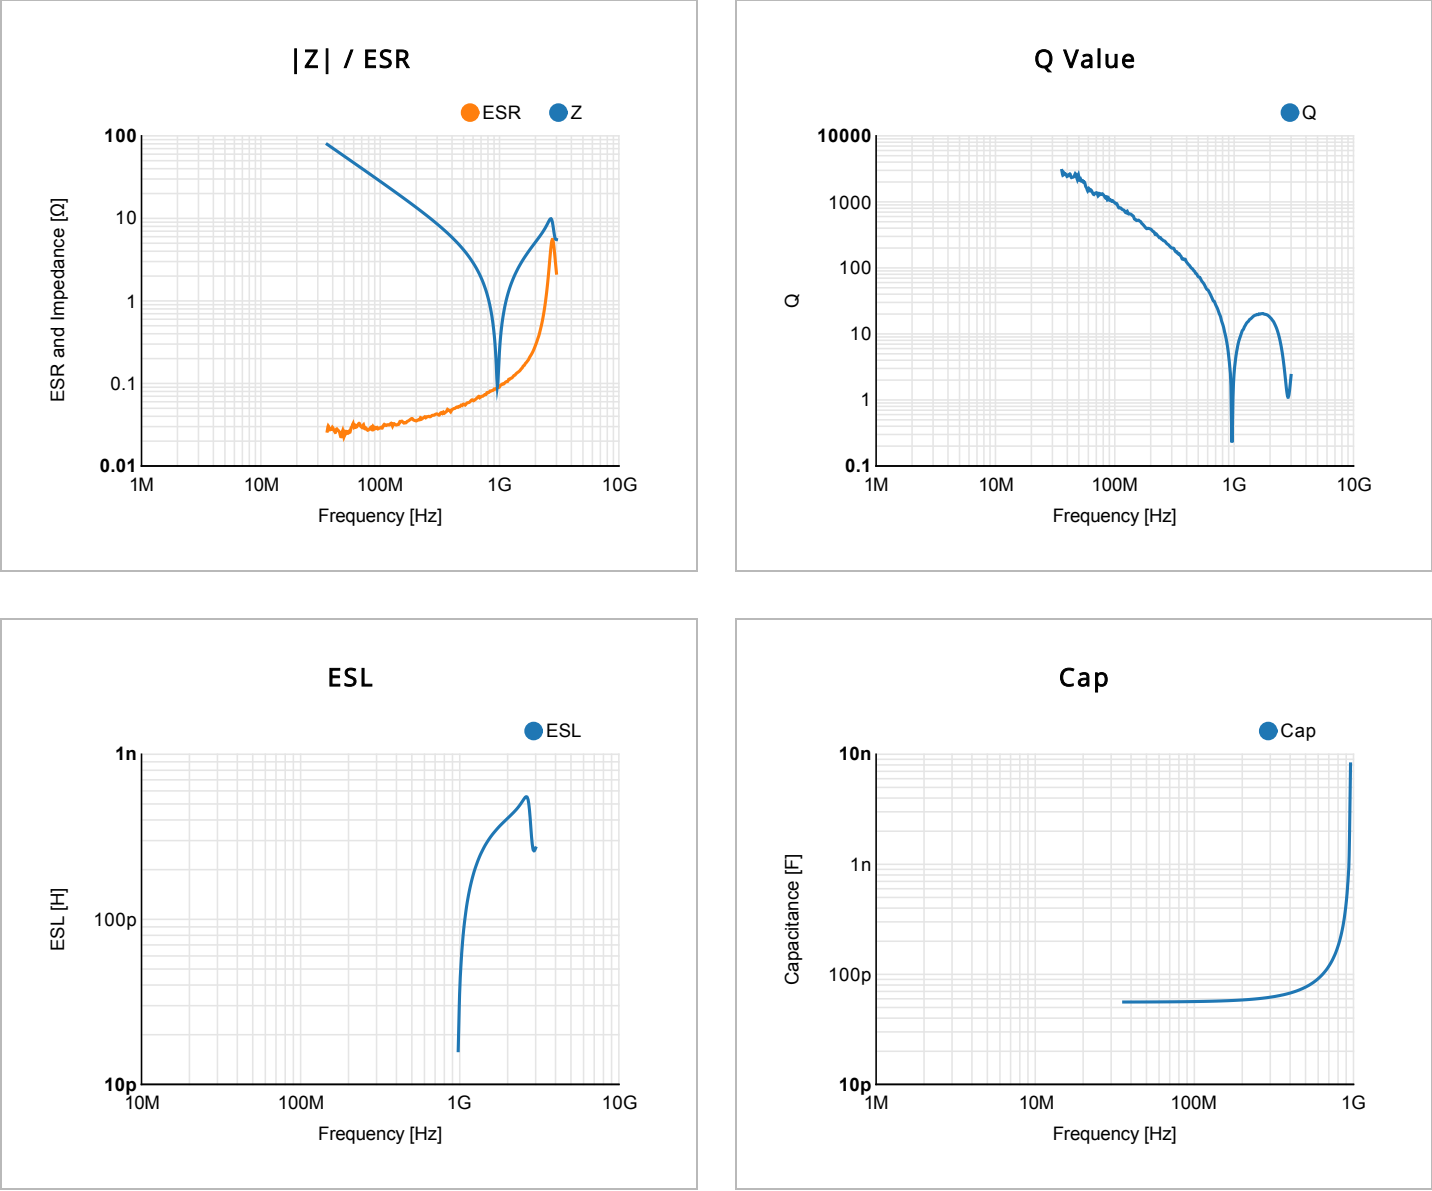 |Z| / ESR
ESR Z
100
10
1
0.1
0.01
1M 10M 100M 1G 10G
ESR and Impedance [Ω]
Frequency [Hz]
Q Value
Q
10000
1000
100
10
1
0.1
1M 10M 100M 1G 10G
Q
Frequency [Hz]
ESL
ESL
1n
100p
10p
10M 100M 1G 10G
ESL [H]
Frequency [Hz]
Cap
Cap
10n
1n
100p
10p
1M 10M 100M 1G
Capacitance [F]
Frequency [Hz]